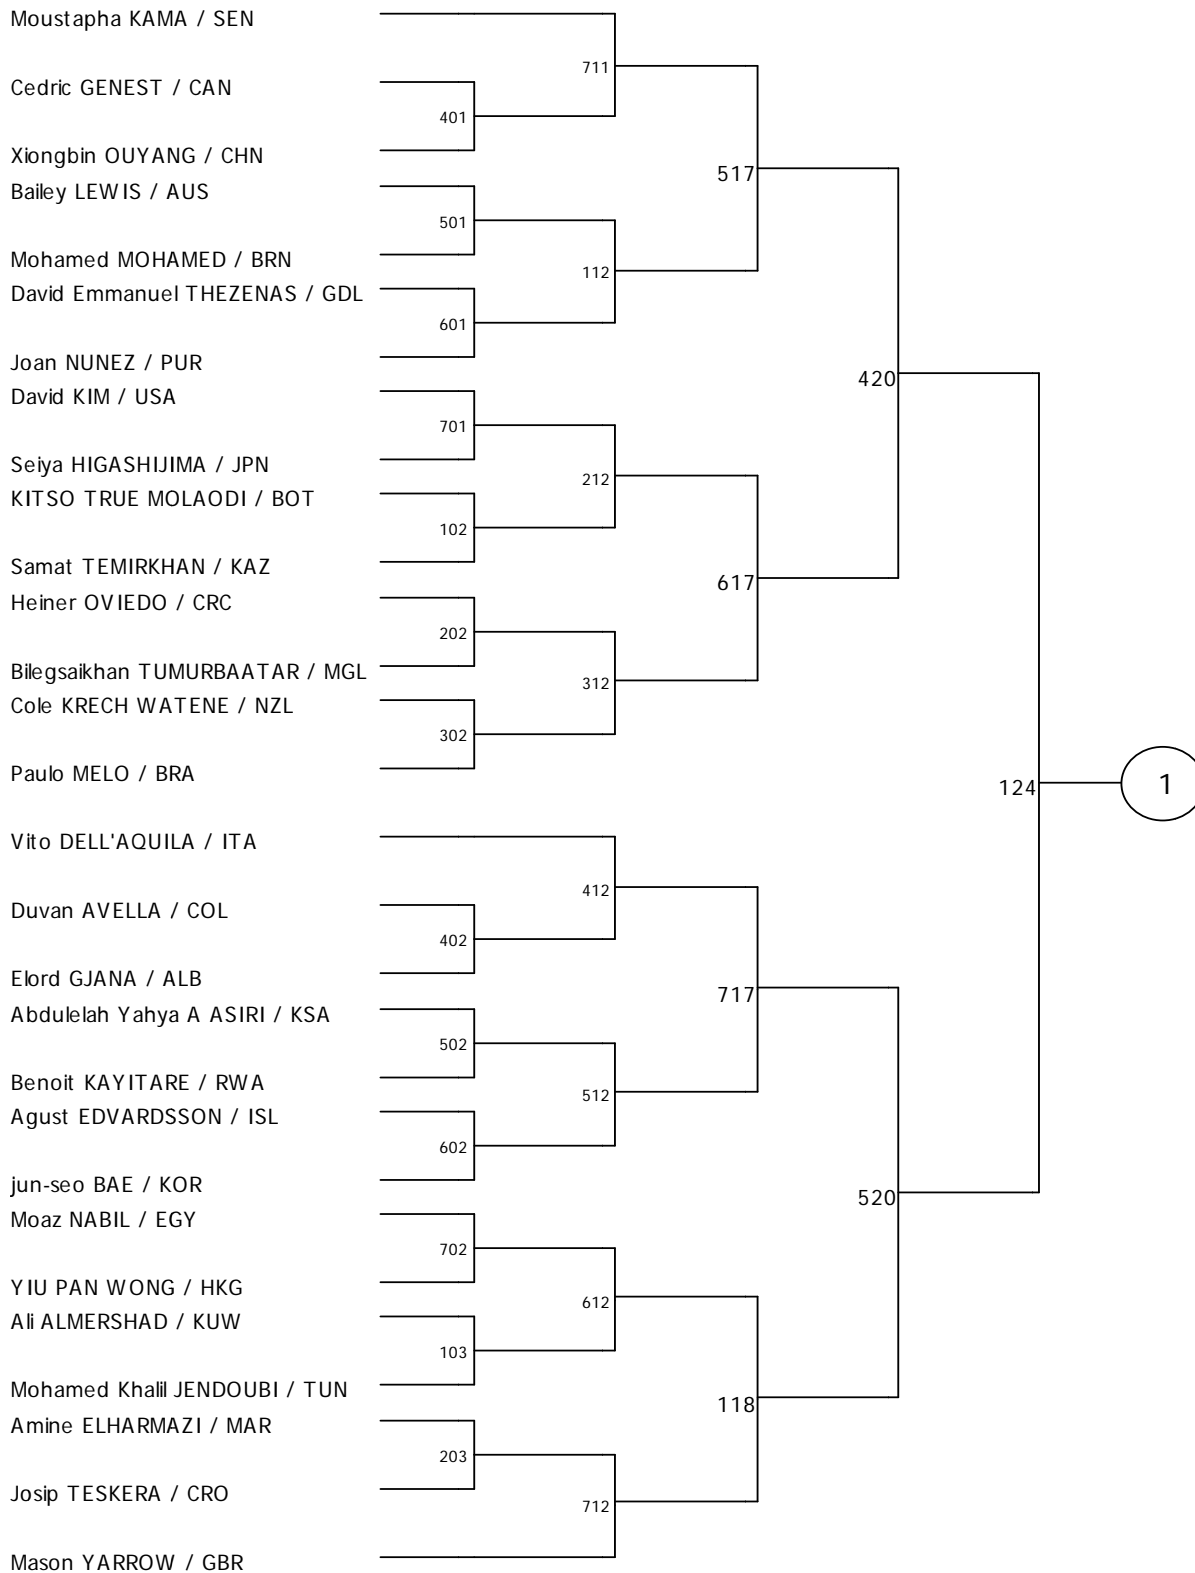 Moustapha KAMA / SEN
711
Cedric GENEST / CAN
401
Xiongbin OUYANG / CHN
517
Bailey LEWIS / AUS
501
Mohamed MOHAMED / BRN
112
David Emmanuel THEZENAS / GDL
601
Joan NUNEZ / PUR
420
David KIM / USA
701
Seiya HIGASHIJIMA / JPN
212
KITSO TRUE MOLAODI / BOT
102
Samat TEMIRKHAN / KAZ
617
Heiner OVIEDO / CRC
202
Bilegsaikhan TUMURBAATAR / MGL
312
Cole KRECH WATENE / NZL
302
Paulo MELO / BRA
124
1
Vito DELL'AQUILA / ITA
412
Duvan AVELLA / COL
402
Elord GJANA / ALB
717
Abdulelah Yahya A ASIRI / KSA
502
Benoit KAYITARE / RWA
512
Agust EDVARDSSON / ISL
602
jun-seo BAE / KOR
520
Moaz NABIL / EGY
702
YIU PAN WONG / HKG
612
Ali ALMERSHAD / KUW
103
Mohamed Khalil JENDOUBI / TUN
118
Amine ELHARMAZI / MAR
203
Josip TESKERA / CRO
712
Mason YARROW / GBR